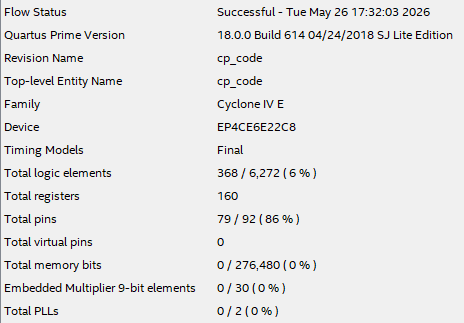 Flow Status Successful - Tue May 26 17:32:03 2026
Quartus Prime Version 18.0.0 Build 614 04/24/2018 SJ Lite Edition
Revision Name cp_code
Top-level Entity Name cp_code
Family Cyclone IV E
Device EP4CE6E22C8
Timing Models Final
Total logic elements 368 / 6,272 ( 6 % )
Total registers 160
Total pins 79 / 92 ( 86 % )
Total virtual pins 0
Total memory bits 0 / 276,480 ( 0 % )
Embedded Multiplier 9-bit elements 0 / 30 ( 0 % )
Total PLLs 0 / 2 ( 0 % )